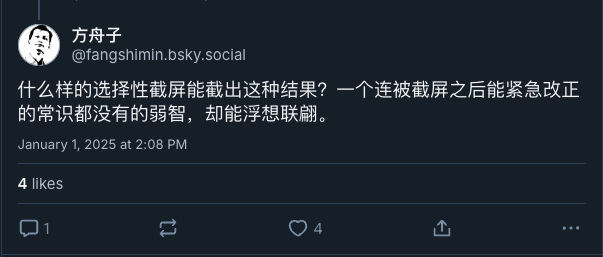 方舟子
@fangshimin.bsky.social
什么样的选择性截屏能截出这种结果？一个连被截屏之后能紧急改正
的常识都没有的弱智，却能浮想联翩。
January 1, 2025 at 2:08 PM
4 likes
1
4